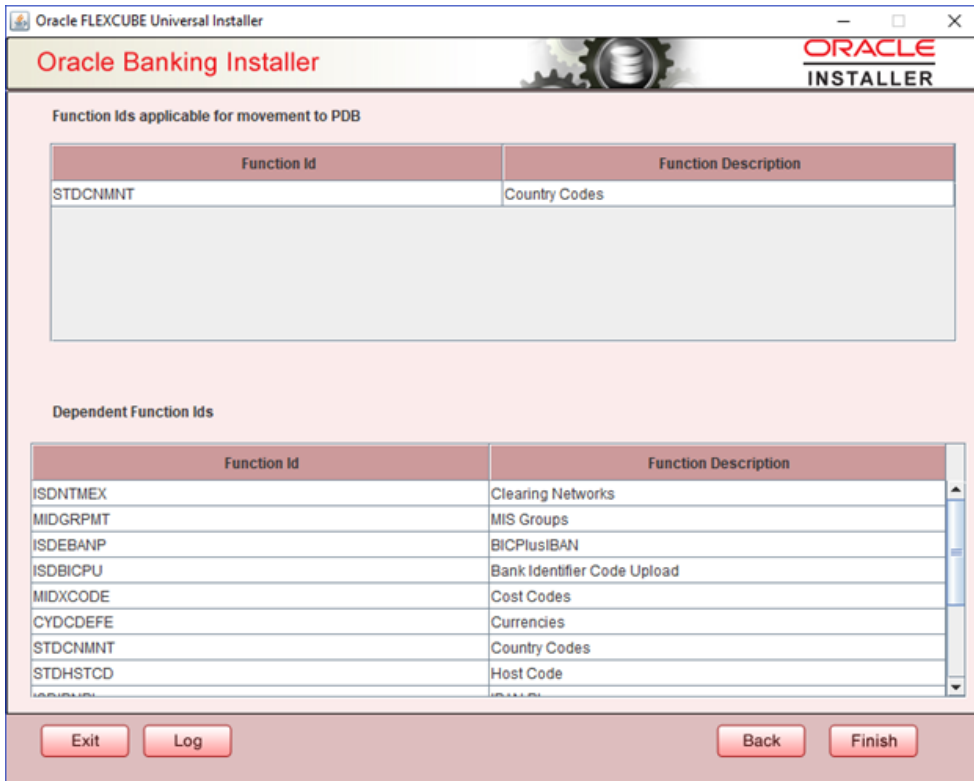 Oracle FLEXCUBE Universal Installer
Oracle Banking Installer
ORACLE
INSTALLER
Function Ids applicable for movement to PDB
Function Id Function Description
STDCNMNT Country Codes
Dependent Function Ids
Function Id Function Description
ISDNTMEX Clearing Networks
MIDGRPMT MIS Groups
ISDEBANP BICPlusIBAN
ISDBICPU Bank Identifier Code Upload
MIDXCODE Cost Codes
CYDCDEFE Currencies
STDCNMNT Country Codes
STDHSTCD Host Code
Exit Log Back Finish